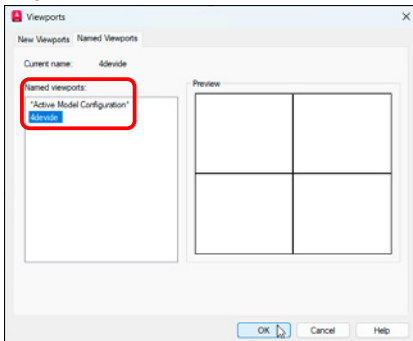 Viewports
New Viewports Named Viewports
Current name: 4devide
Named viewports:
Preview
*Active Model Configuration*
4devide
OK Cancel Help